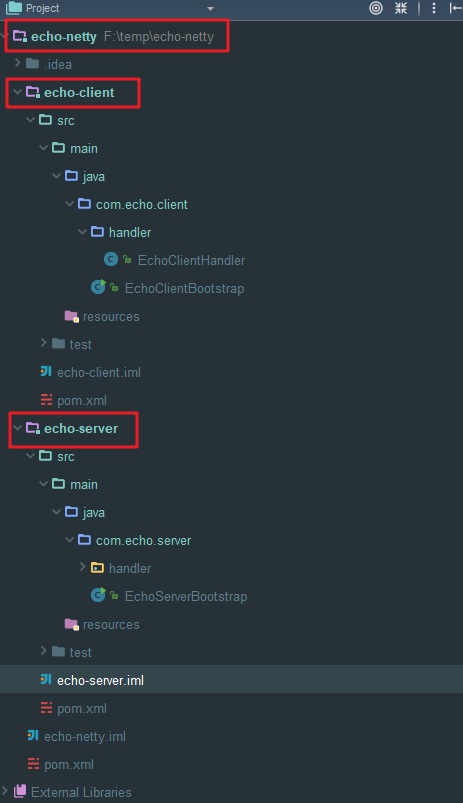 Project
echo-netty F:\temp\echo-netty
.idea
echo-client
src
main
java
com.echo.client
handler
EchoClientHandler
EchoClientBootstrap
resources
test
echo-client.iml
pom.xml
echo-server
src
main
java
com.echo.server
handler
EchoServerBootstrap
resources
test
echo-server.iml
pom.xml
echo-netty.iml
pom.xml
External Libraries